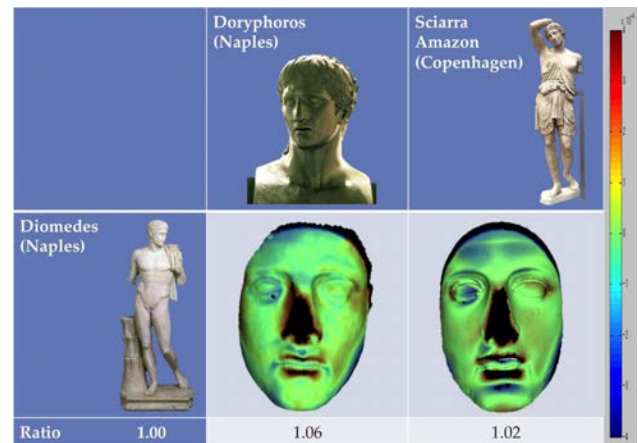 Doryphoros
(Naples)
Sciarra
Amazon
(Copenhagen)
Diomedes
(Naples)
Ratio 1.00 1.06 1.02